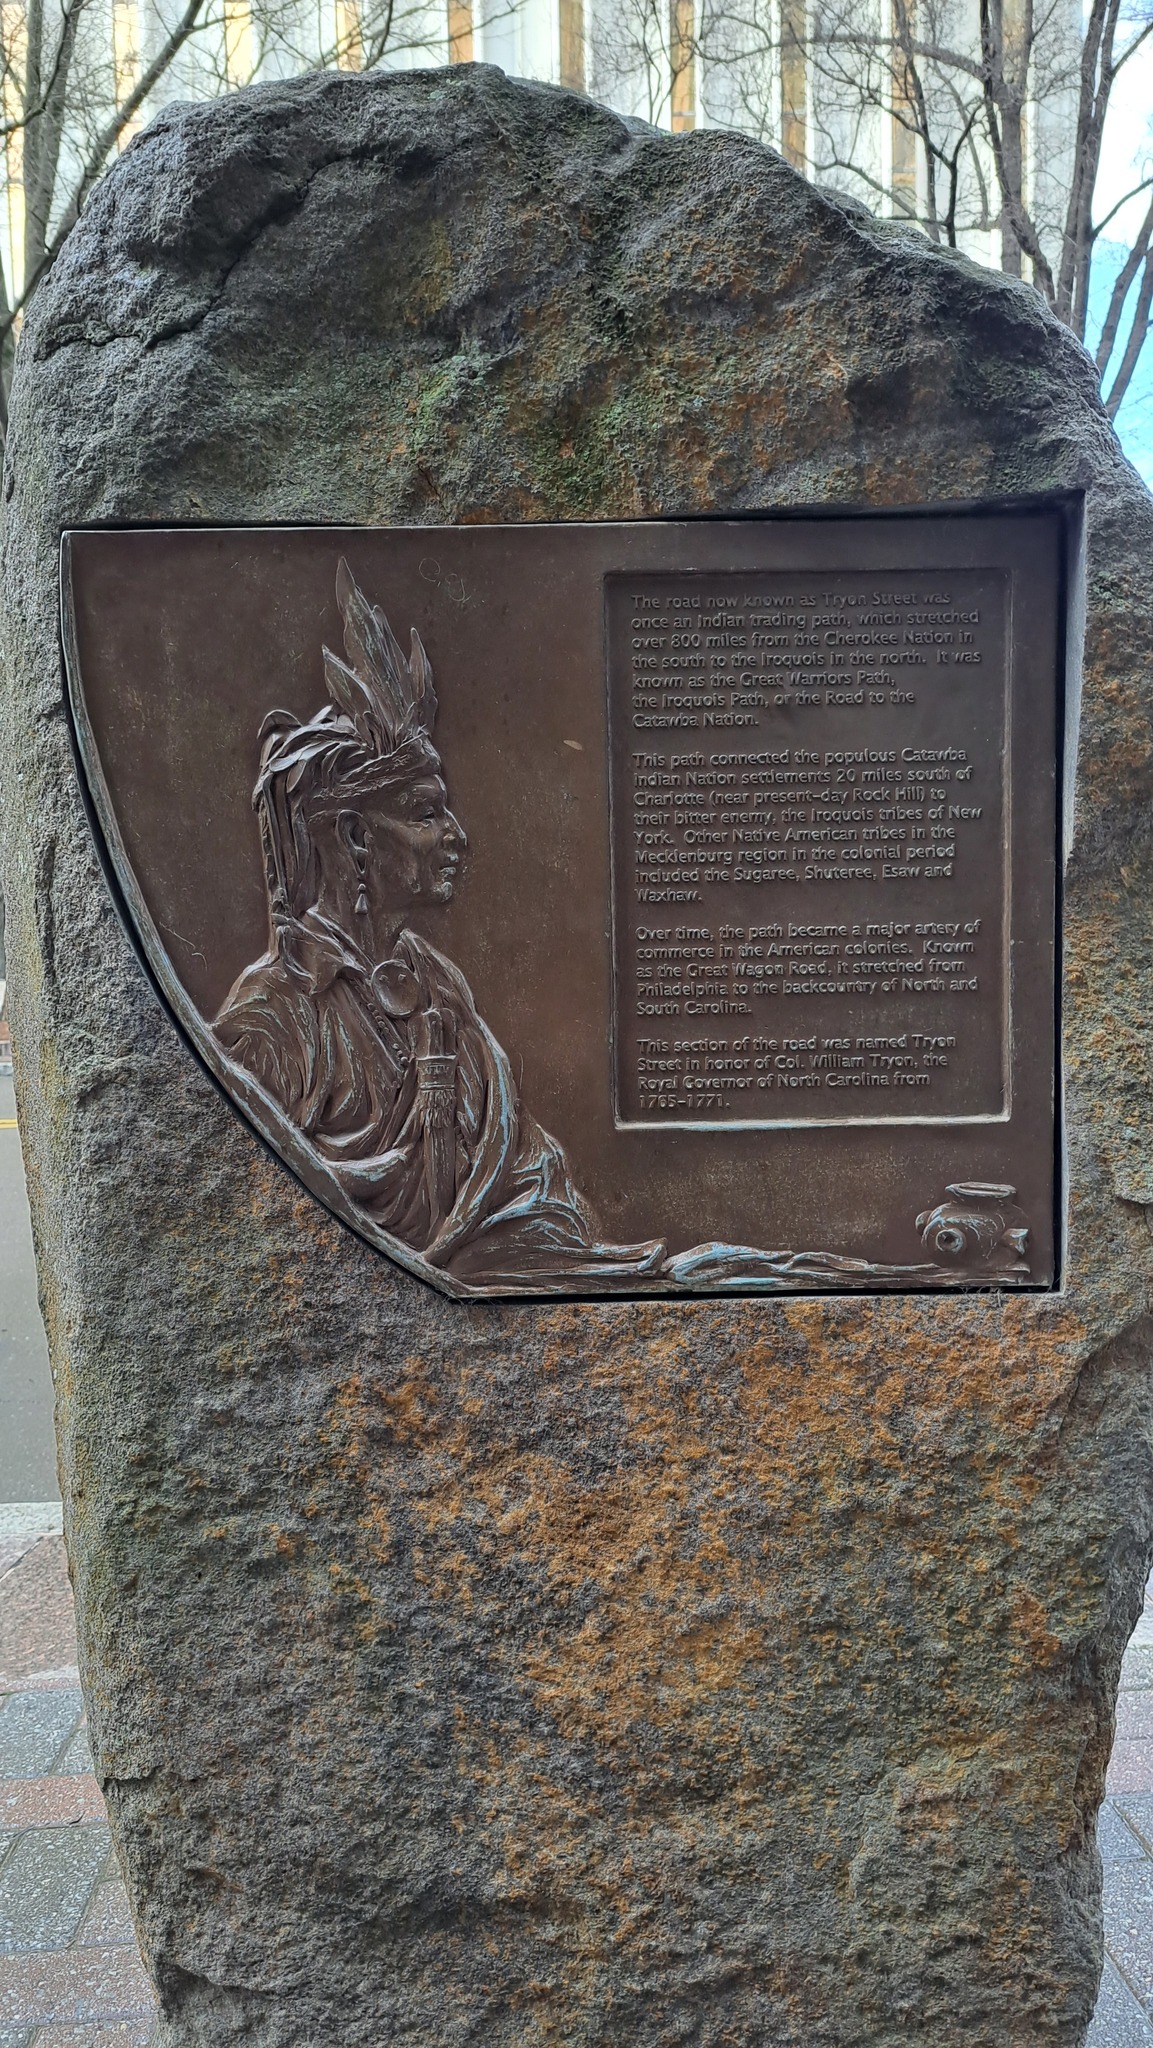 The road now known as Tryon Street was
once an Indian trading path, which stretched
over 800 miles from the Cherokee Nation in
the south to the Iroquois in the north. It was
known as the Great Warriors Path,
the Iroquois Path, or the Road to the
Catawba Nation.
This path connected the populous Catawba
Indian Nation settlements 20 miles south of
Charlotte (near present-day Rock Hill) to
their bitter enemy, the Iroquois tribes of New
York. Other Native American tribes in the
Mecklenburg region in the colonial period
included the Sugaree, Shuteree, Esaw and
Waxhaw.
Over time, the path became a major artery of
commerce in the American colonies. Known
as the Great Wagon Road, it stretched from
Philadelphia to the backcountry of North and
South Carolina.
This section of the road was named Tryon
Street in honor of Col. William Tryon, the
Royal Governor of North Carolina from
1765-1771.